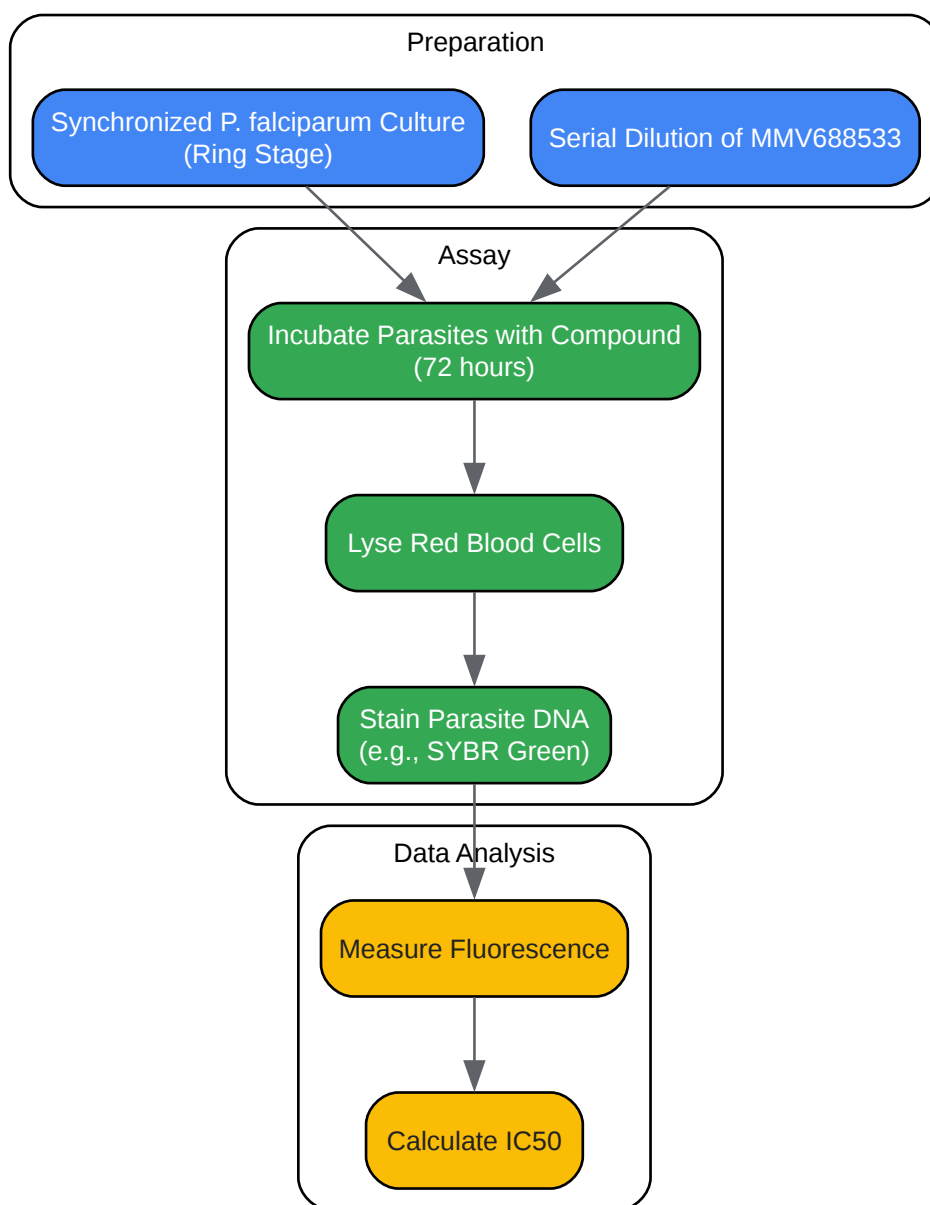 Preparation
Synchronized P. falciparum Culture
(Ring Stage)
Serial Dilution of MMV688533
Assay
Incubate Parasites with Compound
(72 hours)
Lyse Red Blood Cells
Stain Parasite DNA
(e.g., SYBR Green)
Data Analysis
Measure Fluorescence
Calculate IC50